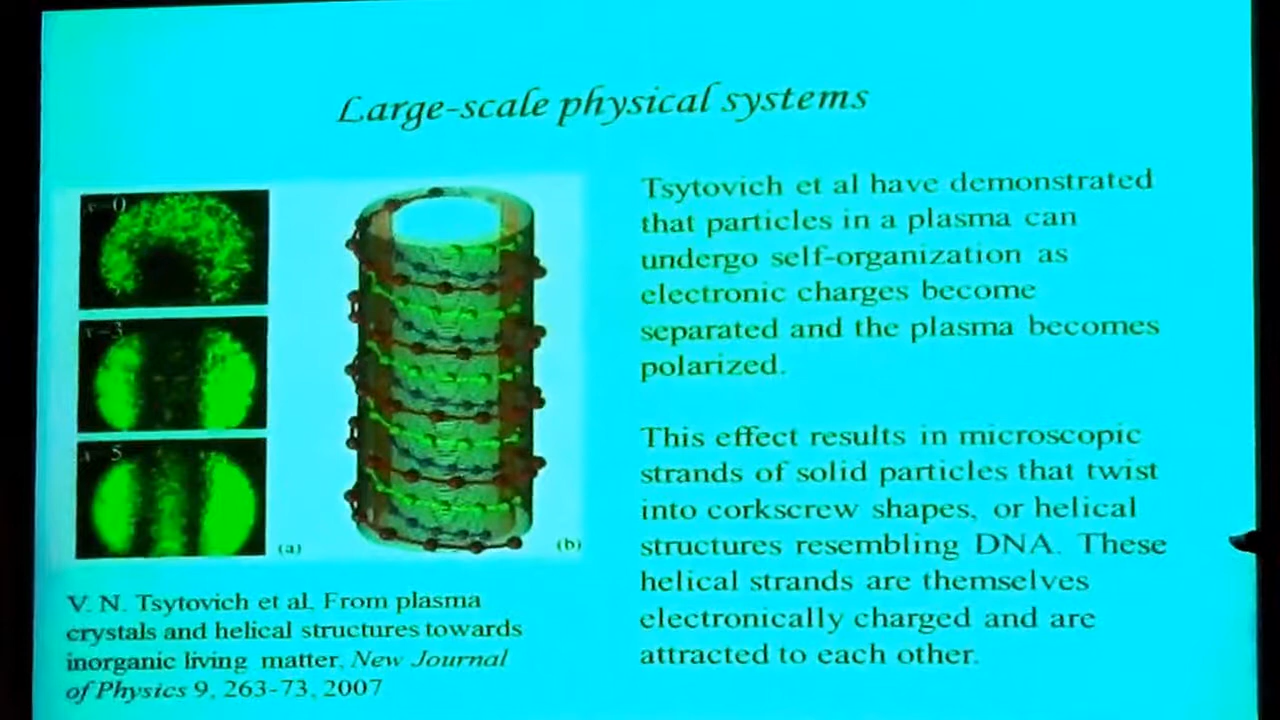 Large-scale physical systems
x=0
x=3
x=5
(a)
(b)
V. N. Tsytovich et al. From plasma
crystals and helical structures towards
inorganic living matter, New Journal
of Physics 9, 263-73, 2007
Tsytovich et al have demonstrated
that particles in a plasma can
undergo self-organization as
electronic charges become
separated and the plasma becomes
polarized.
This effect results in microscopic
strands of solid particles that twist
into corkscrew shapes, or helical
structures resembling DNA. These
helical strands are themselves
electronically charged and are
attracted to each other.